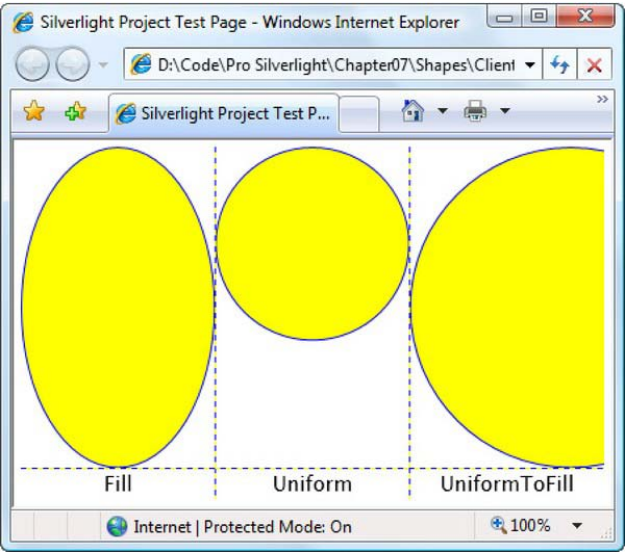 Silverlight Project Test Page - Windows Internet Explorer
D:\Code\Pro Silverlight\Chapter07\Shapes\Client
Silverlight Project Test P...
Fill
Uniform
UniformToFill
Internet | Protected Mode: On
100%